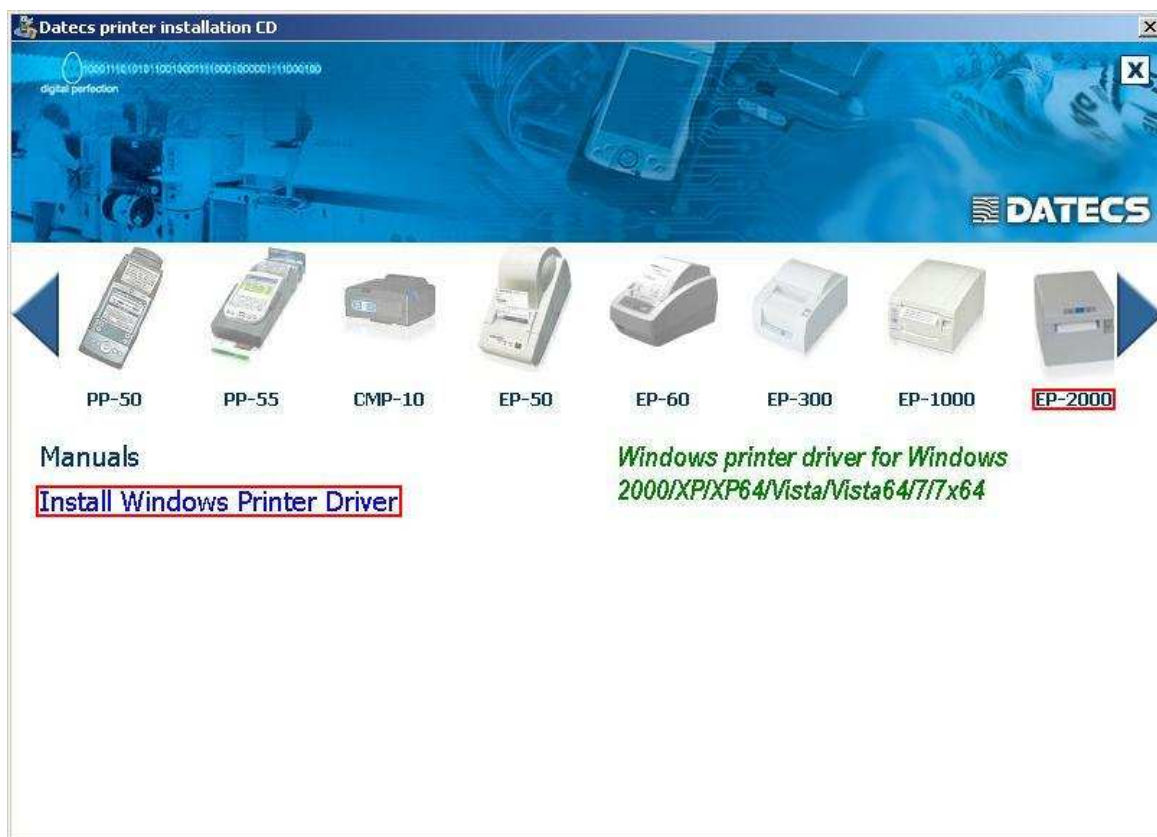 Datecs printer installation CD
digital perfection
X
DATECS
PP-50
PP-55
CMP-10
EP-50
EP-60
EP-300
EP-1000
EP-2000
Manuals
Windows printer driver for Windows
2000/XP/XP64/Vista/Vista64/7/7x64
Install Windows Printer Driver